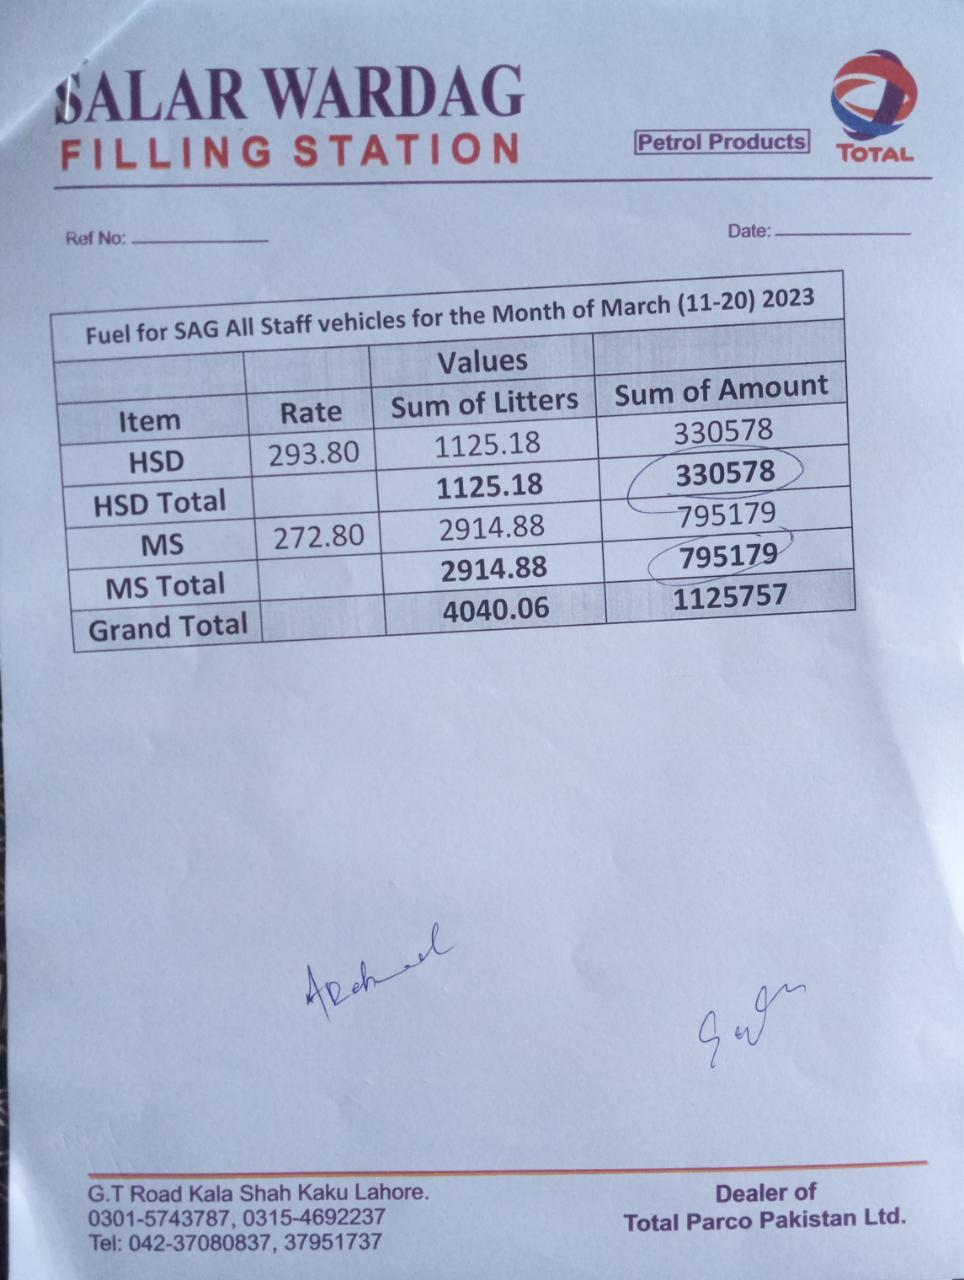 SALAR WARDAG
FILLING STATION
Petrol Products
TOTAL
Ref No:
Date:
Fuel for SAG All Staff vehicles for the Month of March (11-20) 2023
Values
Item Rate Sum of Litters Sum of Amount
HSD 293.80 1125.18 330578
HSD Total 1125.18 330578
MS 272.80 2914.88 795179
MS Total 2914.88 795179
Grand Total 4040.06 1125757
G.T Road Kala Shah Kaku Lahore.
0301-5743787, 0315-4692237
Tel: 042-37080837, 37951737
Dealer of
Total Parco Pakistan Ltd.